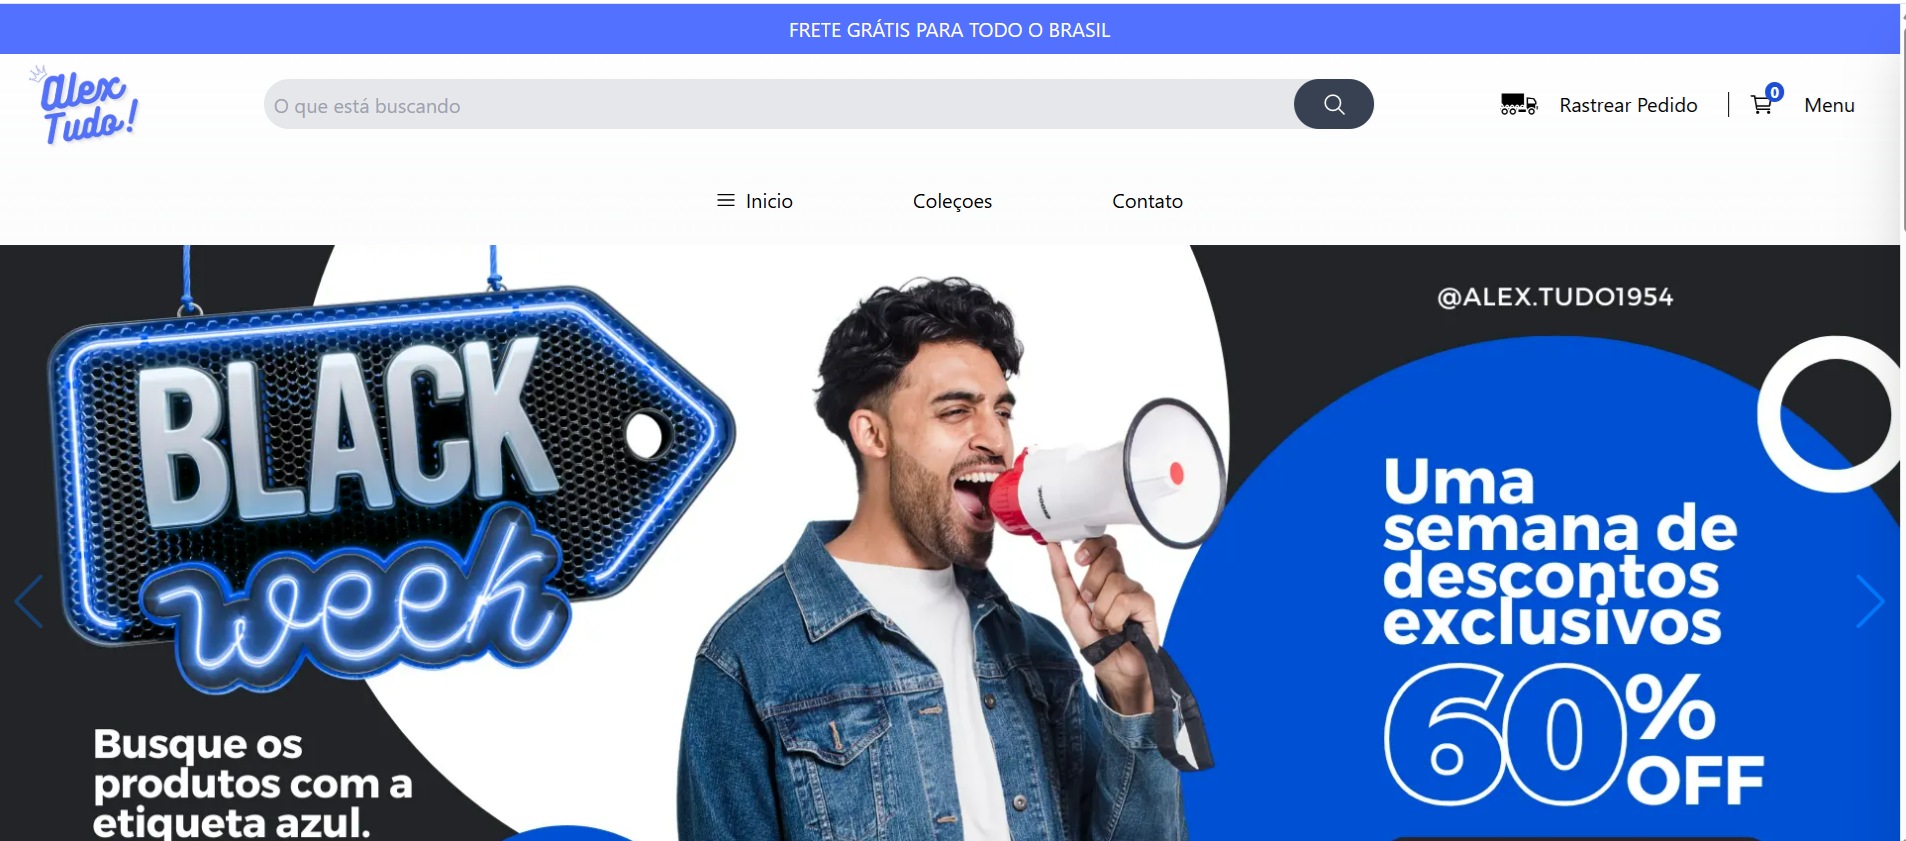 FRETE GRÁTIS PARA TODO O BRASIL
Alex
Tudo!
O que está buscando
Rastrear Pedido
0
Menu
Inicio
Coleçoes
Contato
@ALEX.TUDO1954
BLACK
week
Uma
semana de
descontos
exclusivos
60%
OFF
Busque os
produtos com a
etiqueta azul.